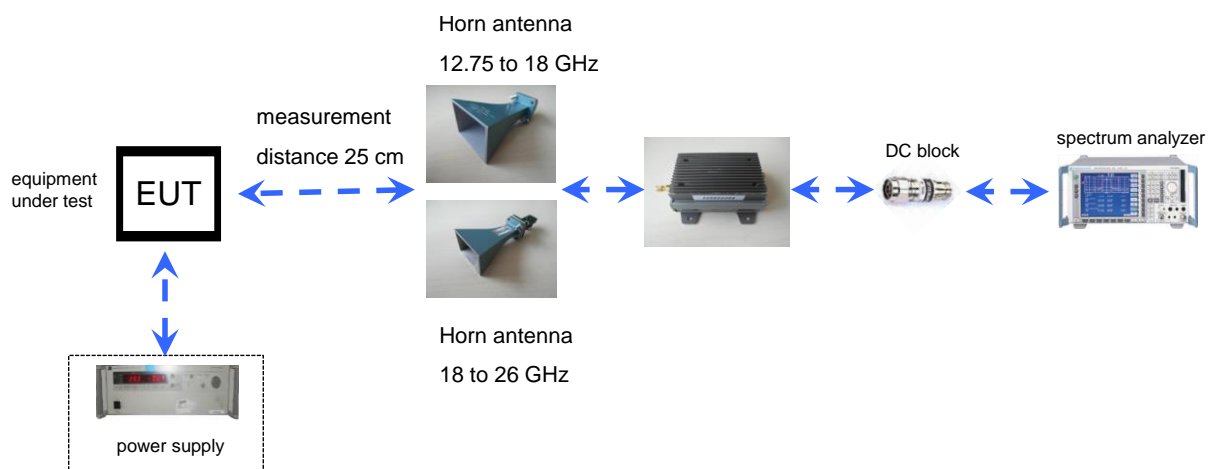 Horn antenna
12.75 to 18 GHz
measurement
distance 25 cm
equipment
under test
EUT
DC block
spectrum analyzer
Horn antenna
18 to 26 GHz
power supply